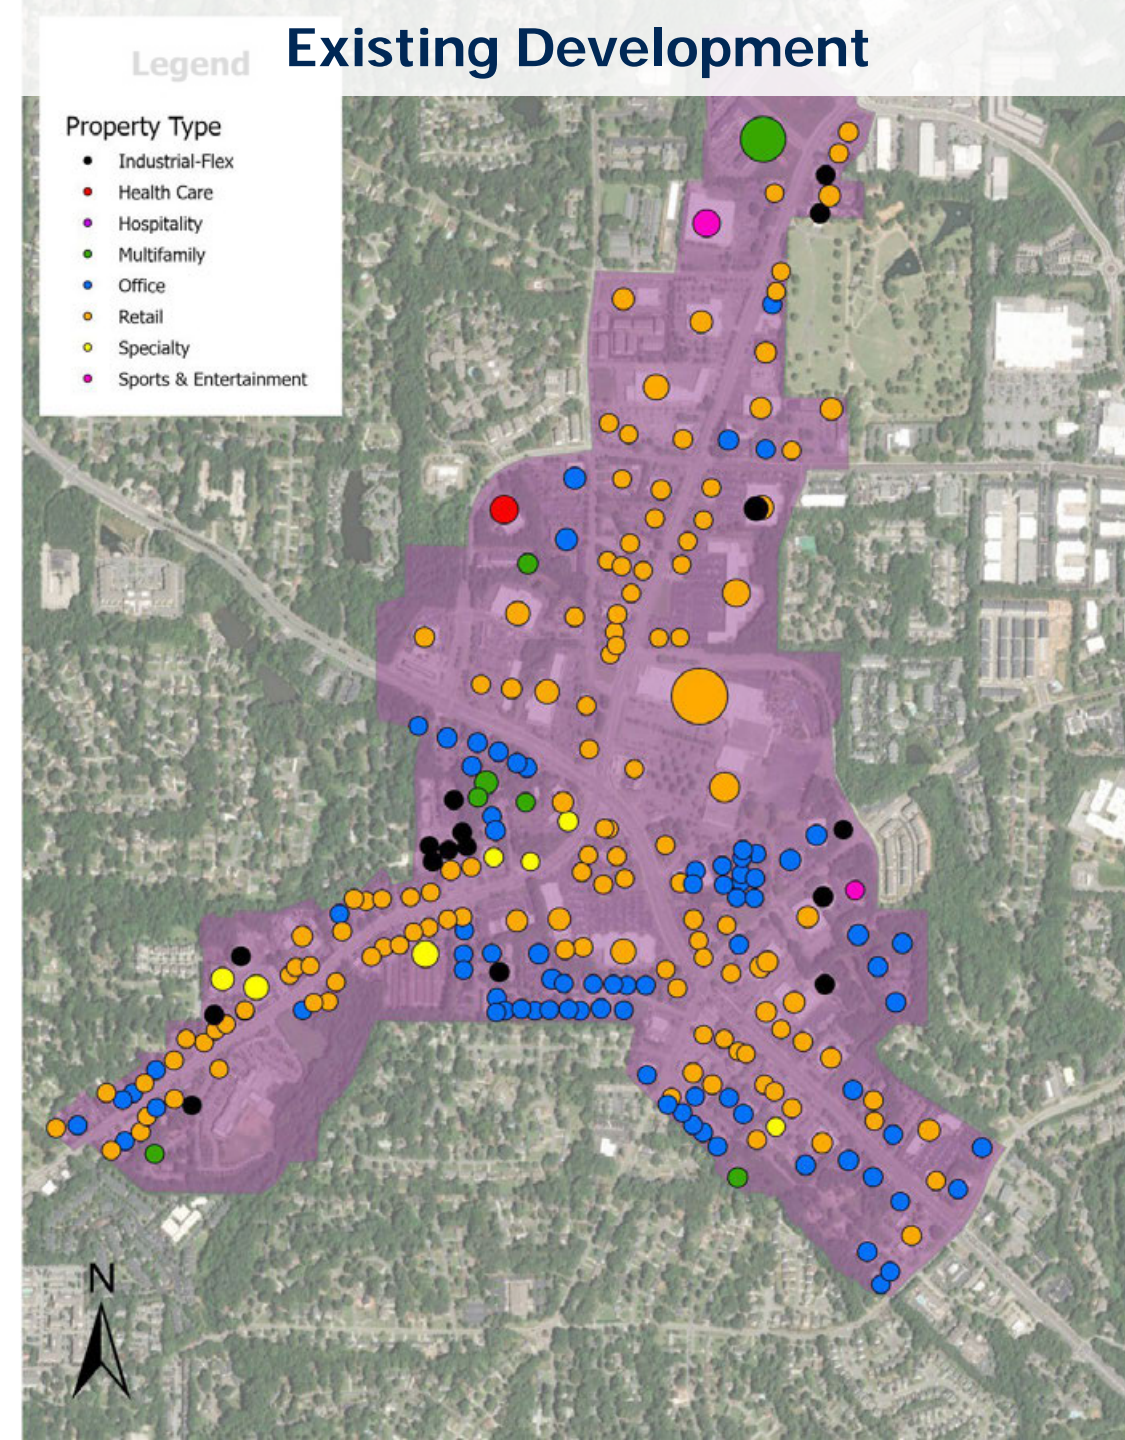 Existing Development
Legend
Property Type
Industrial-Flex
Health Care
Hospitality
Multifamily
Office
Retail
Specialty
Sports & Entertainment
N